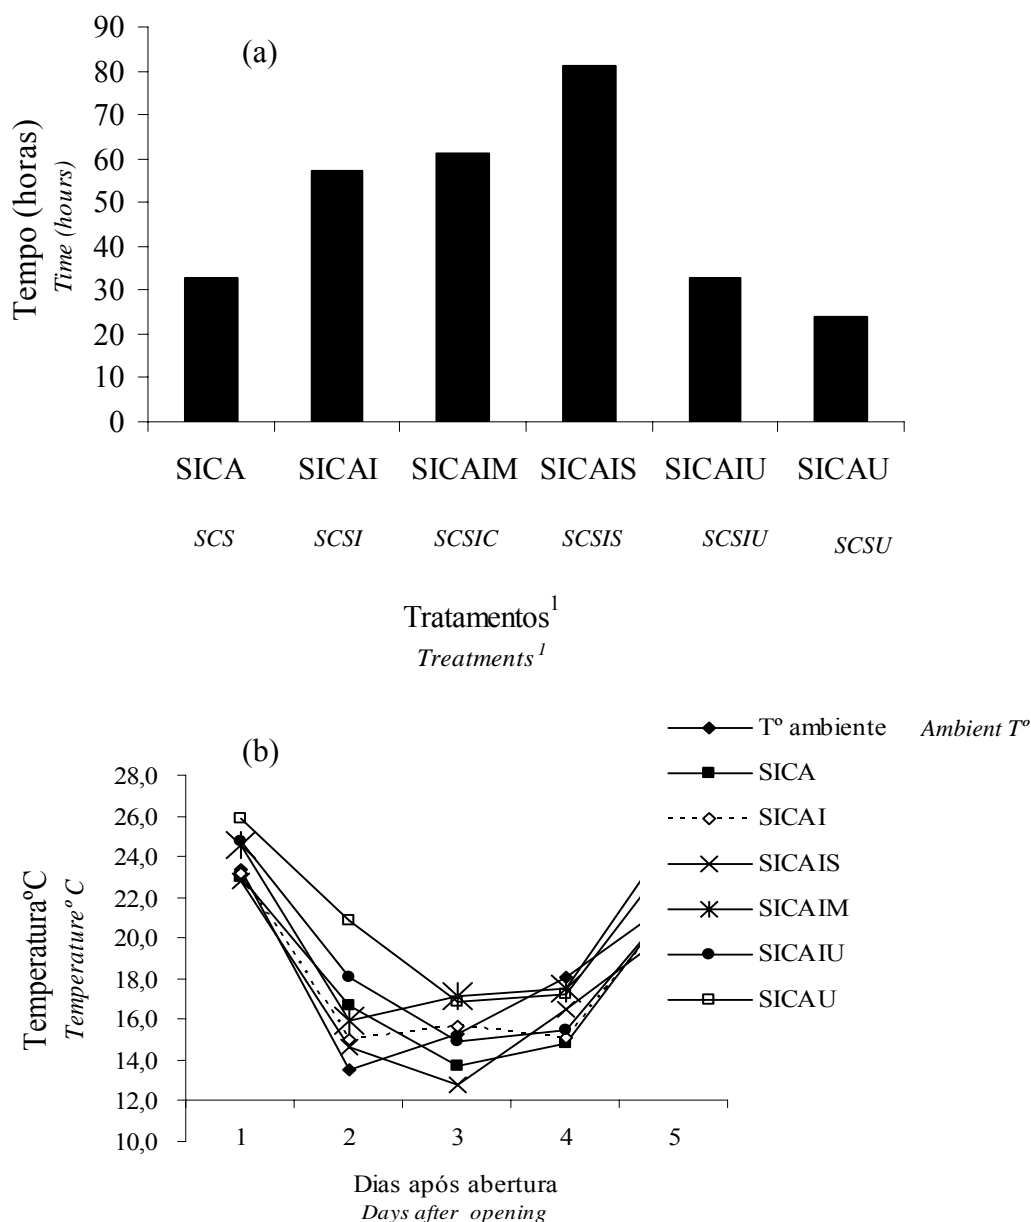 (a)
90
80
70
60
50
40
30
20
10
0
Tempo (horas)
Time (hours)
SICA SICAI SICAIM SICAIS SICAIU SICAU
SCS SCSI SCSIC SCSIS SCSIU SCSU
Tratamentos¹
Treatments¹
(b)
Tº ambiente Ambient Tº
SICA
SICAI
SICAIS
SICAIM
SICAIU
SICAU
28,0
26,0
24,0
22,0
20,0
18,0
16,0
14,0
12,0
10,0
TemperaturaºC
Temperatureº C
1 2 3 4 5
Dias após abertura
Days after opening